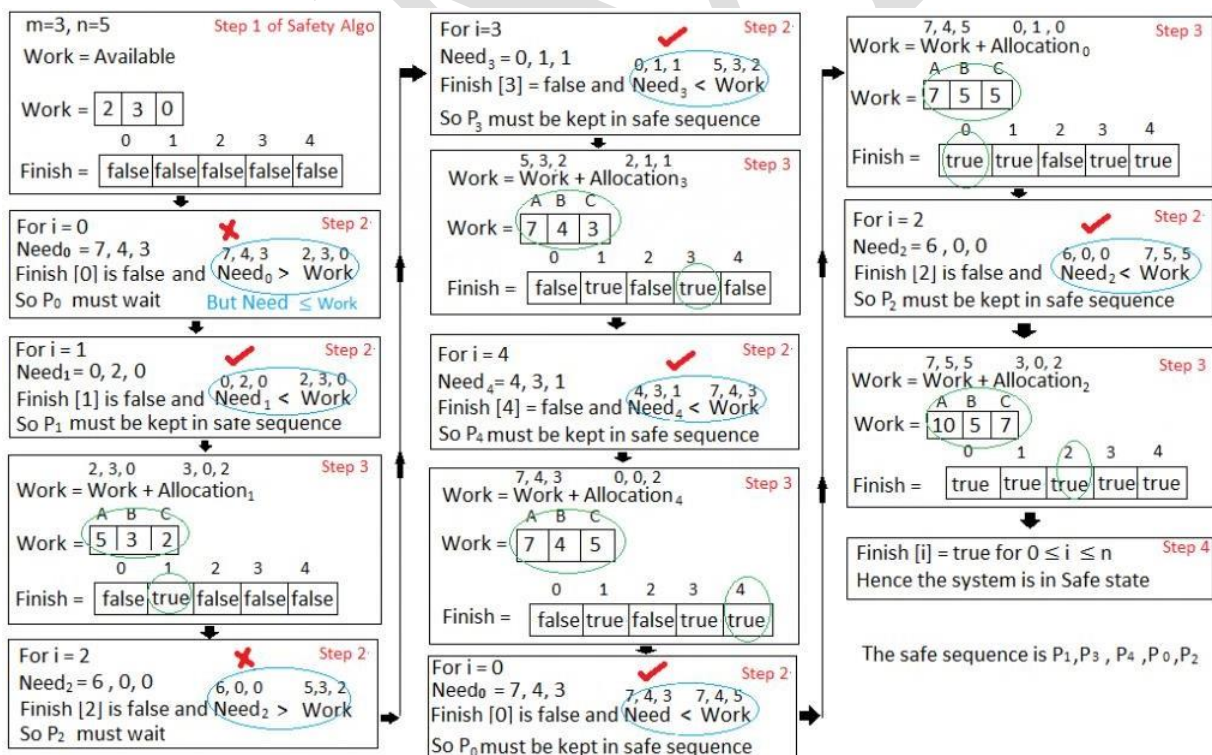 m=3, n=5 Step 1 of Safety Algo
Work = Available
Work = 2 3 0
0 1 2 3 4
Finish = false false false false false
For i = 0 Step 2
Need₀ = 7, 4, 3 7, 4, 3 2, 3, 0
Finish [0] is false and Need₀ > Work
So P₀ must wait But Need ≤ Work
For i = 1 Step 2
Need₁ = 0, 2, 0 0, 2, 0 2, 3, 0
Finish [1] is false and Need₁ < Work
So P₁ must be kept in safe sequence
2, 3, 0 3, 0, 2 Step 3
Work = Work + Allocation₁
A B C
Work = 5 3 2
0 1 2 3 4
Finish = false true false false false
For i = 2 Step 2
Need₂ = 6 , 0, 0 6, 0, 0 5,3, 2
Finish [2] is false and Need₂ > Work
So P₂ must wait
For i=3 Step 2
Need₃ = 0, 1, 1 0, 1, 1 5, 3, 2
Finish [3] = false and Need₃ < Work
So P₃ must be kept in safe sequence
5, 3, 2 2, 1, 1 Step 3
Work = Work + Allocation₃
A B C
Work = 7 4 3
0 1 2 3 4
Finish = false true false true false
For i = 4 Step 2
Need₄ = 4, 3, 1 4, 3, 1 7, 4, 3
Finish [4] = false and Need₄ < Work
So P₄ must be kept in safe sequence
7, 4, 3 0, 0, 2 Step 3
Work = Work + Allocation₄
A B C
Work = 7 4 5
0 1 2 3 4
Finish = false true false true true
For i=0 Step 2
Need₀ = 7, 4, 3 7, 4, 3 7, 4, 5
Finish [0] is false and Need < Work
So P₀ must be kept in safe sequence
7, 4, 5 0, 1 , 0 Step 3
Work = Work + Allocation₀
A B C
Work = 7 5 5
0 1 2 3 4
Finish = true true false true true
For i = 2 Step 2
Need₂ = 6 , 0, 0 6, 0, 0 7, 5, 5
Finish [2] is false and Need₂ < Work
So P₂ must be kept in safe sequence
7, 5, 5 3, 0, 2 Step 3
Work = Work + Allocation₂
A B C
Work = 10 5 7
0 1 2 3 4
Finish = true true true true true
Finish [i] = true for 0 ≤ i ≤ n Step 4
Hence the system is in Safe state
The safe sequence is P₁,P₃ , P₄ ,P₀,P₂